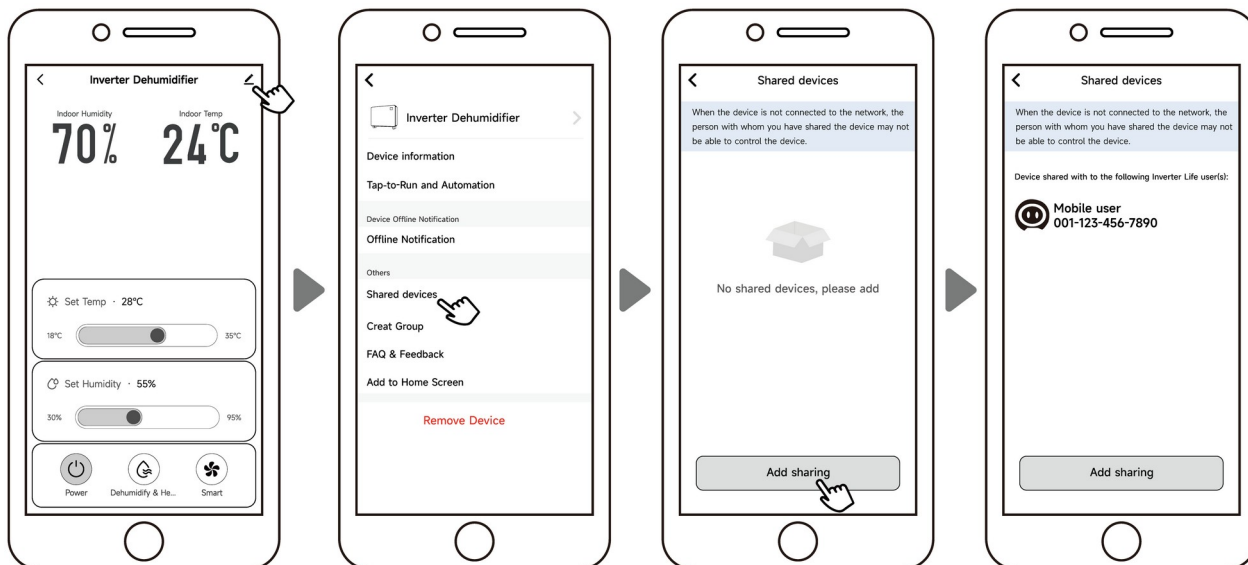 Inverter Dehumidifier
Indoor Humidity
Indoor Temp
70%
24°C
Set Temp · 28°C
18°C
35°C
Set Humidity · 55%
30%
95%
Power
Dehumidify & He...
Smart
Inverter Dehumidifier
Device information
Tap-to-Run and Automation
Device Offline Notification
Offline Notification
Others
Shared devices
Creat Group
FAQ & Feedback
Add to Home Screen
Remove Device
Shared devices
When the device is not connected to the network, the
person with whom you have shared the device may not
be able to control the device.
No shared devices, please add
Add sharing
Shared devices
When the device is not connected to the network, the
person with whom you have shared the device may not
be able to control the device.
Device shared with to the following Inverter Life user(s):
Mobile user
001-123-456-7890
Add sharing